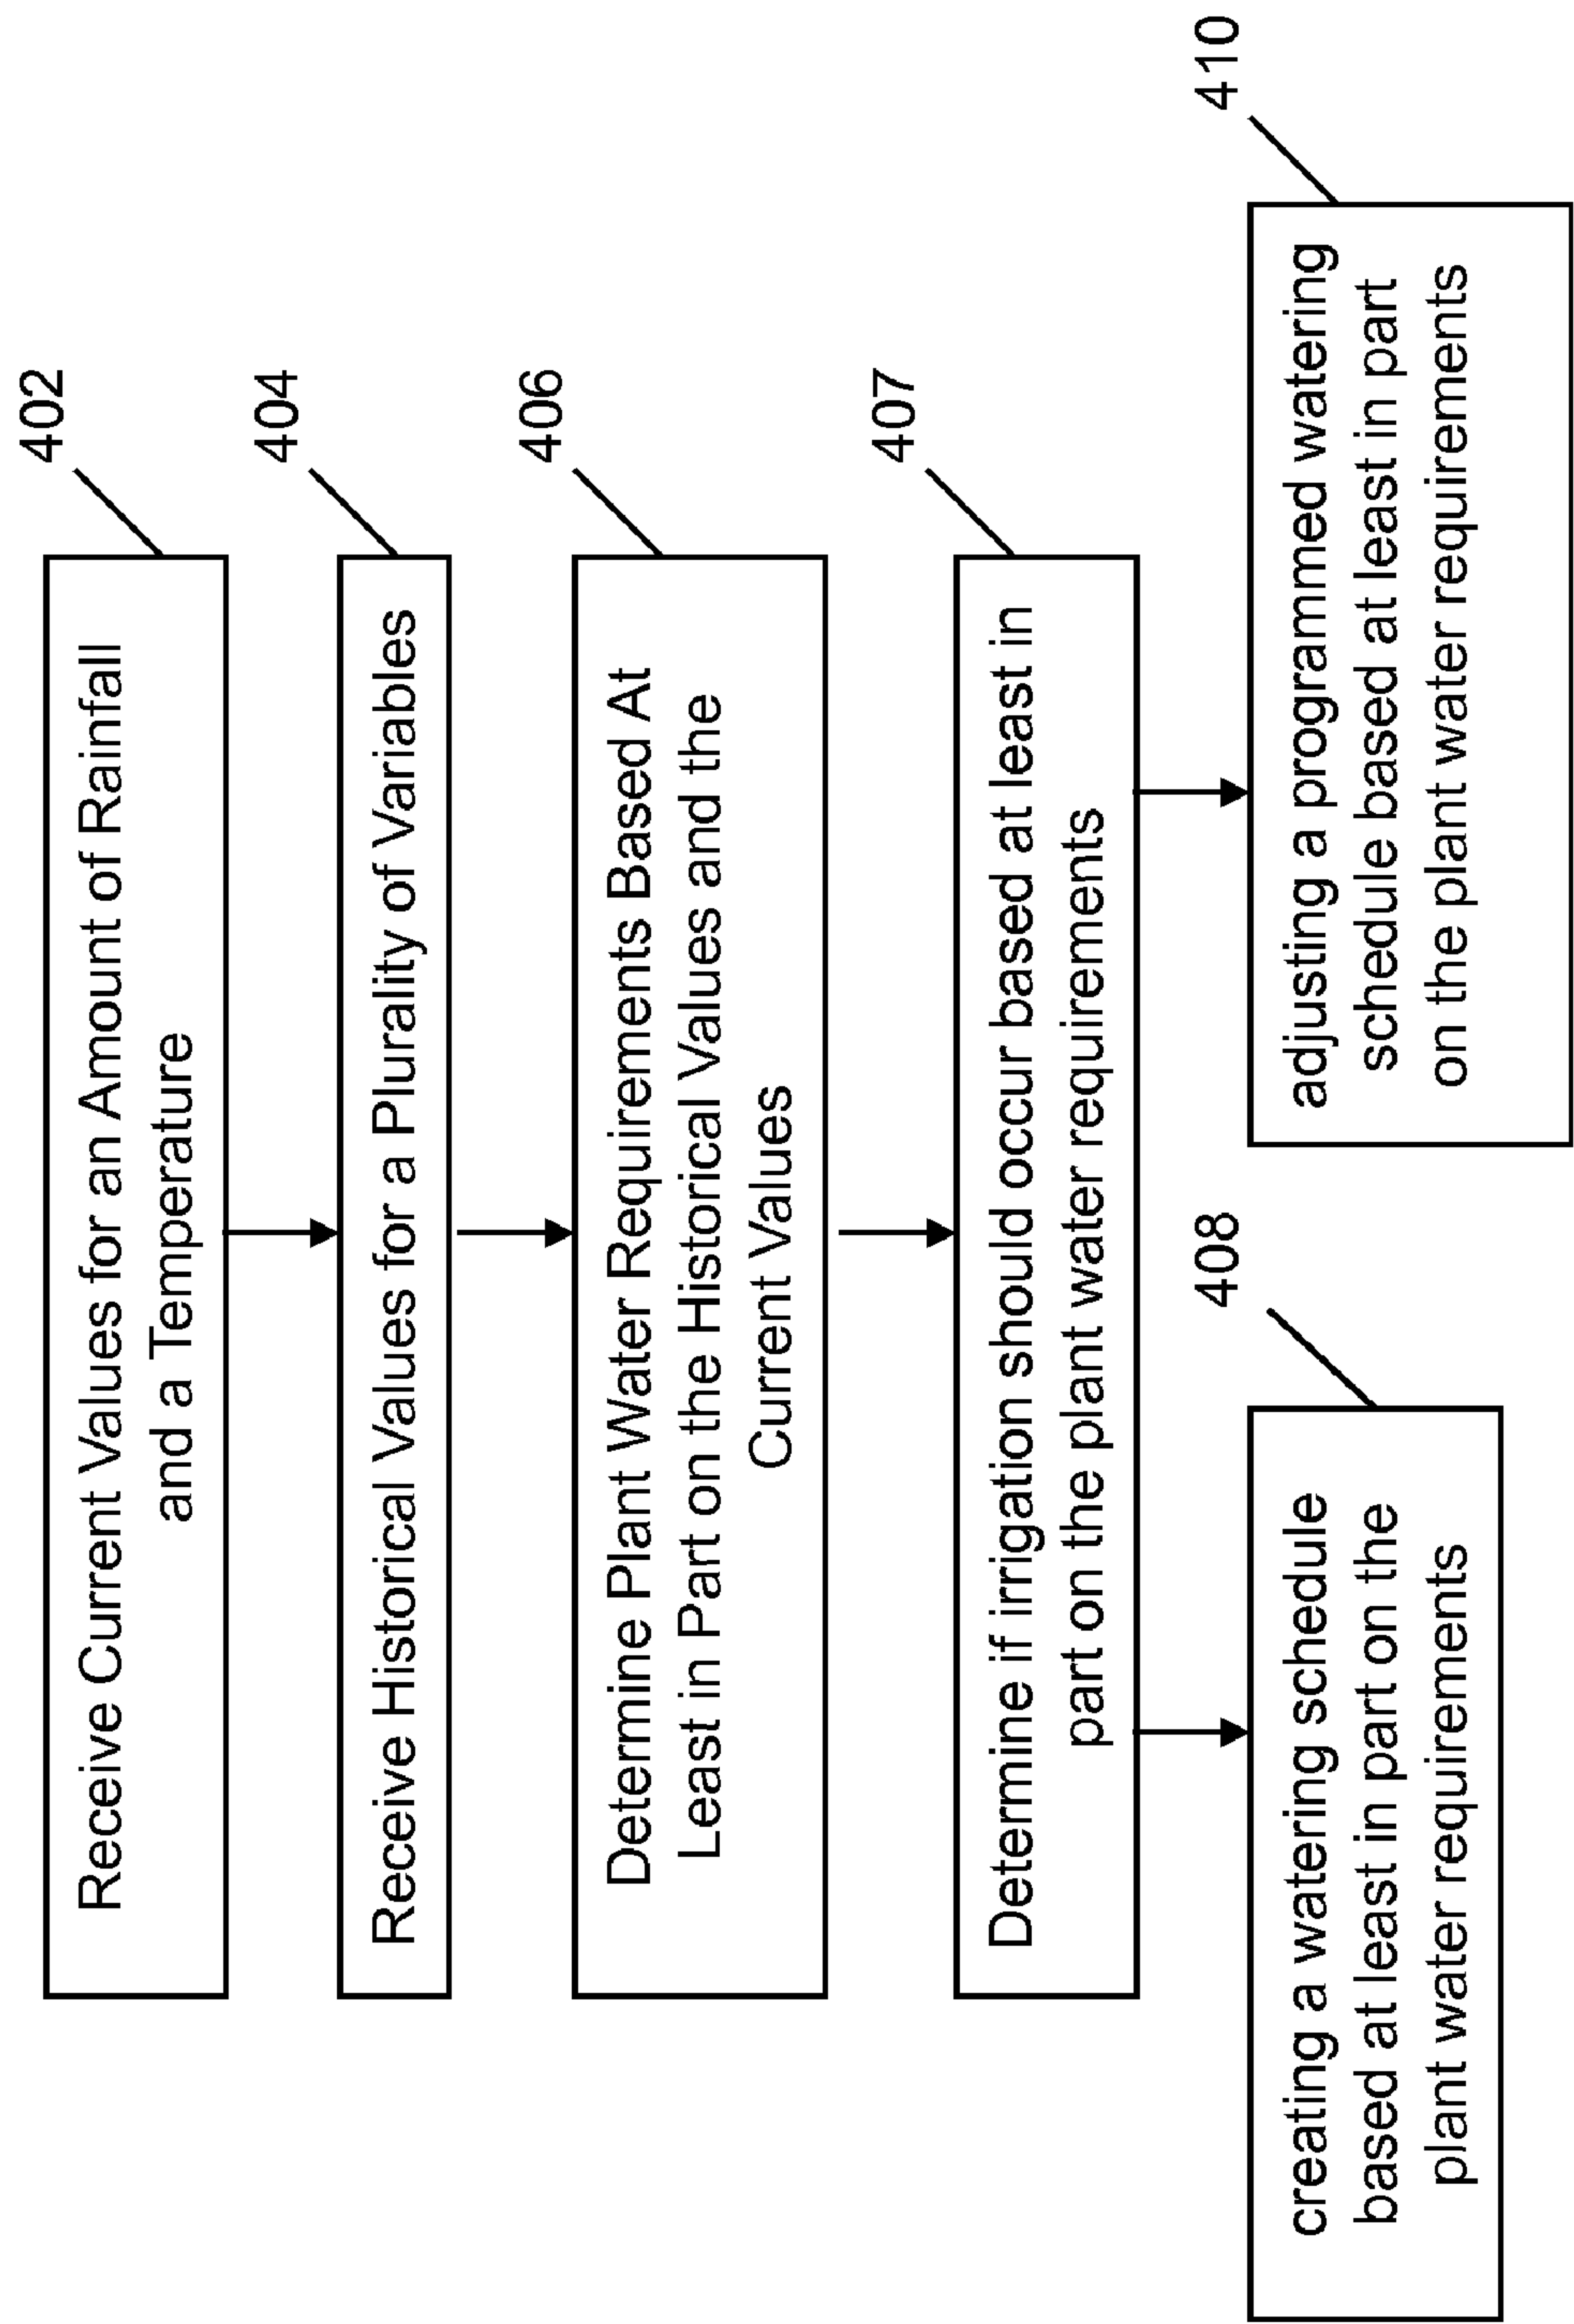 Receive Current Values for an Amount of Rainfall
and a Temperature
402
Receive Historical Values for a Plurality of Variables
404
Determine Plant Water Requirements Based At
Least in Part on the Historical Values and the
Current Values
406
Determine if irrigation should occur based at least in
part on the plant water requirements
407
creating a watering schedule
based at least in part on the
plant water requirements
408
adjusting a programmed watering
schedule based at least in part
on the plant water requirements
410